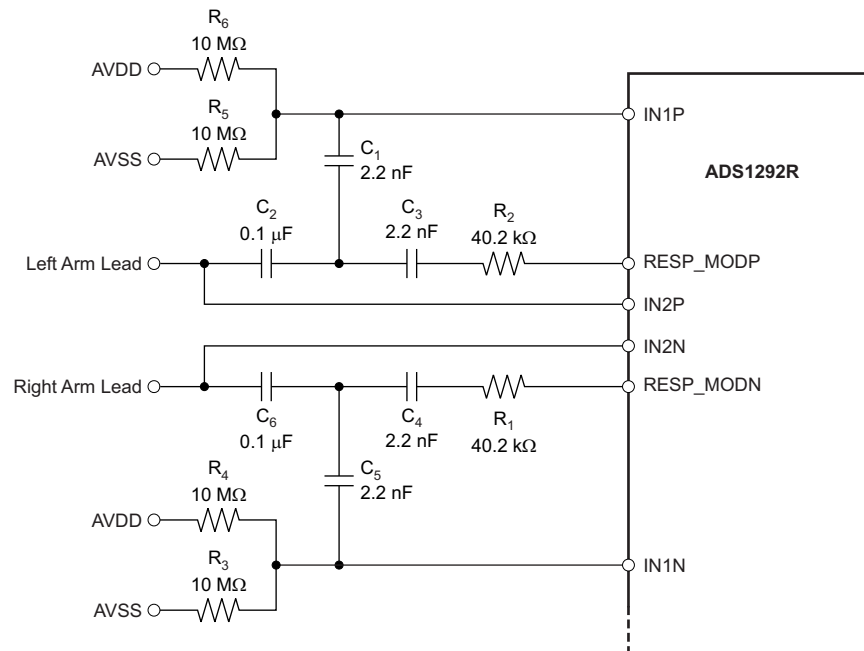 R6
10 MΩ
AVDD
R5
10 MΩ
AVSS
IN1P
C1
2.2 nF
ADS1292R
C2
0.1 μF
C3
2.2 nF
R2
40.2 kΩ
Left Arm Lead
RESP_MODP
IN2P
IN2N
Right Arm Lead
RESP_MODN
C6
0.1 μF
C4
2.2 nF
R1
40.2 kΩ
C5
2.2 nF
R4
10 MΩ
AVDD
R3
10 MΩ
AVSS
IN1N